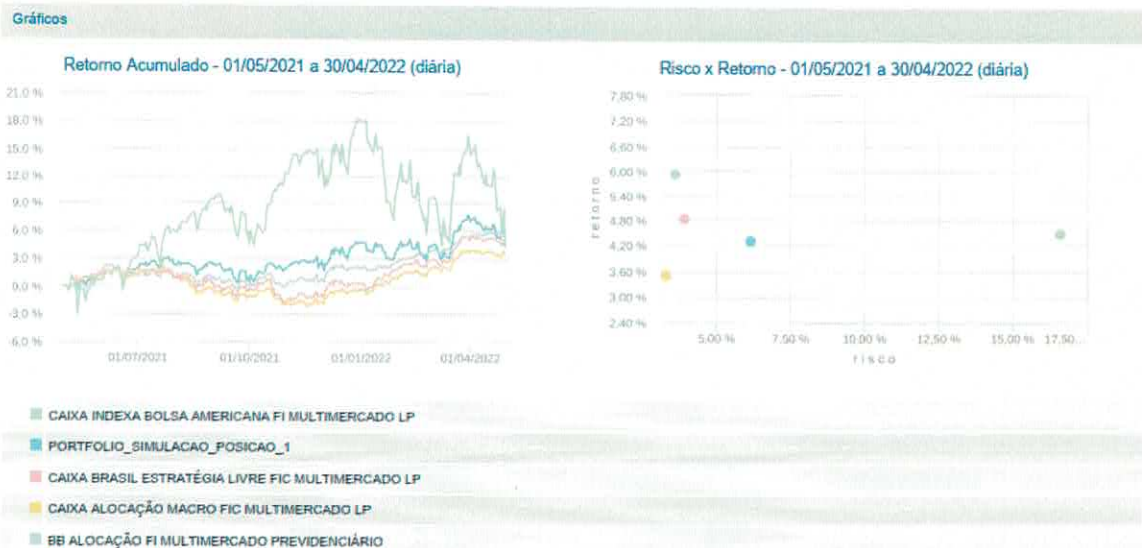 Gráficos
Retorno Acumulado - 01/05/2021 a 30/04/2022 (diária)
21.0 %
18.0 %
15.0 %
12.0 %
9.0 %
6.0 %
3.0 %
0.0 %
-3.0 %
-6.0 %
01/07/2021 01/10/2021 01/01/2022 01/04/2022
Risco x Retorno - 01/05/2021 a 30/04/2022 (diária)
7,80 %
7,20 %
6,60 %
6,00 %
5,40 %
4,80 %
4,20 %
3,60 %
3,00 %
2,40 %
retorno
5,00 % 7,50 % 10,00 % 12,50 % 15,00 % 17,50...
risco
CAIXA INDEXA BOLSA AMERICANA FI MULTIMERCADO LP
PORTFOLIO_SIMULACAO_POSICAO_1
CAIXA BRASIL ESTRATÉGIA LIVRE FIC MULTIMERCADO LP
CAIXA ALOCAÇÃO MACRO FIC MULTIMERCADO LP
BB ALOCAÇÃO FI MULTIMERCADO PREVIDENCIÁRIO